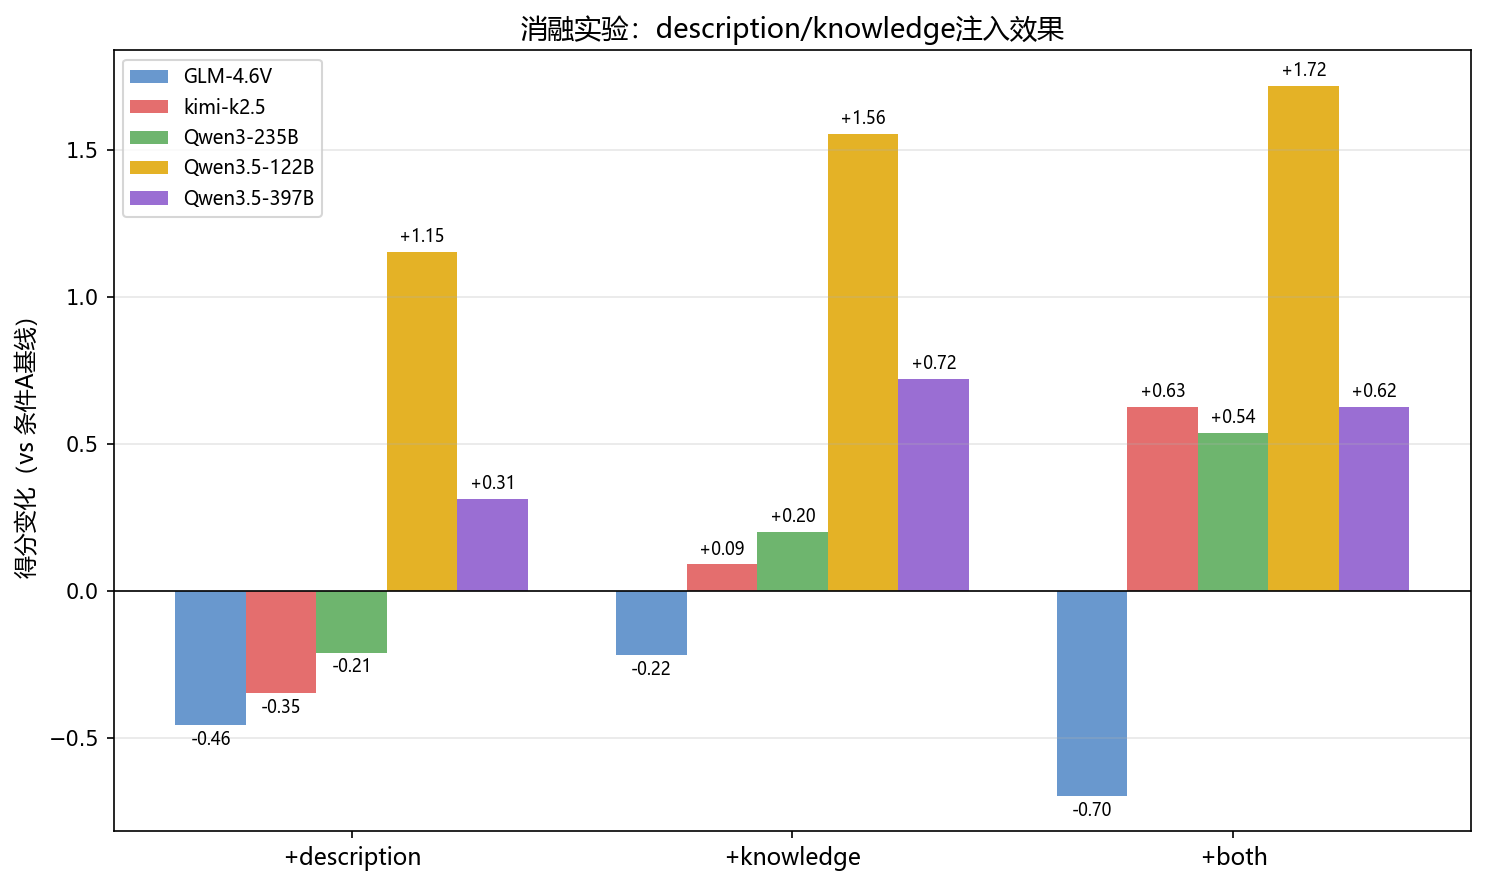 消融实验：description/knowledge注入效果
GLM-4.6V
kimi-k2.5
Qwen3-235B
Qwen3.5-122B
Qwen3.5-397B
得分变化（vs 条件A基线）
1.5
1.0
0.5
0.0
−0.5
-0.46
-0.35
-0.21
+1.15
+0.31
-0.22
+0.09
+0.20
+1.56
+0.72
-0.70
+0.63
+0.54
+1.72
+0.62
+description
+knowledge
+both